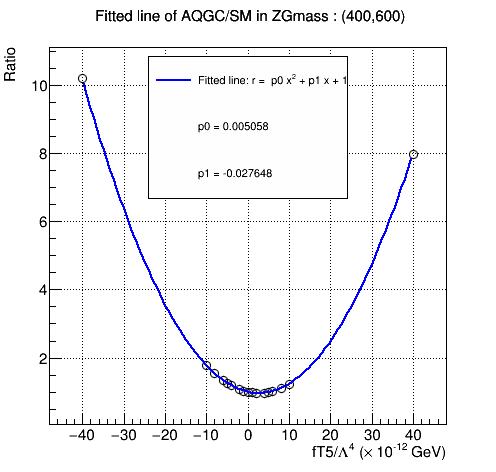 Fitted line of AQGC/SM in ZGmass : (400,600)
Ratio
Fitted line: r = p0 x² + p1 x + 1
p0 = 0.005058
p1 = -0.027648
10
8
6
4
2
−40 −30 −20 −10 0 10 20 30 40
fT5/Λ⁴ (× 10⁻¹² GeV)